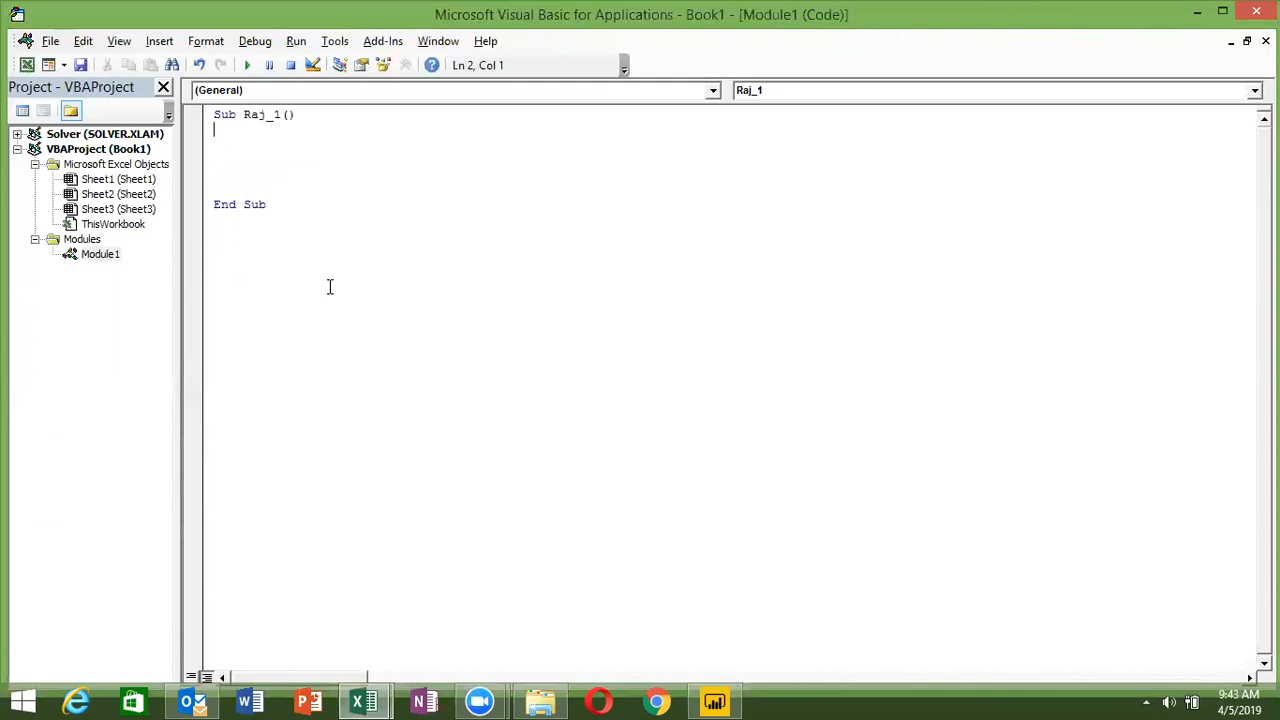 Microsoft Visual Basic for Applications - Book1 - [Module1 (Code)]
File Edit View Insert Format Debug Run Tools Add-Ins Window Help
Ln 2, Col 1
Project - VBAProject
(General)
Raj_1
Solver (SOLVER.XLAM)
VBAProject (Book1)
Microsoft Excel Objects
Sheet1 (Sheet1)
Sheet2 (Sheet2)
Sheet3 (Sheet3)
ThisWorkbook
Modules
Module1
Sub Raj_1()
End Sub
9:43 AM
4/5/2019